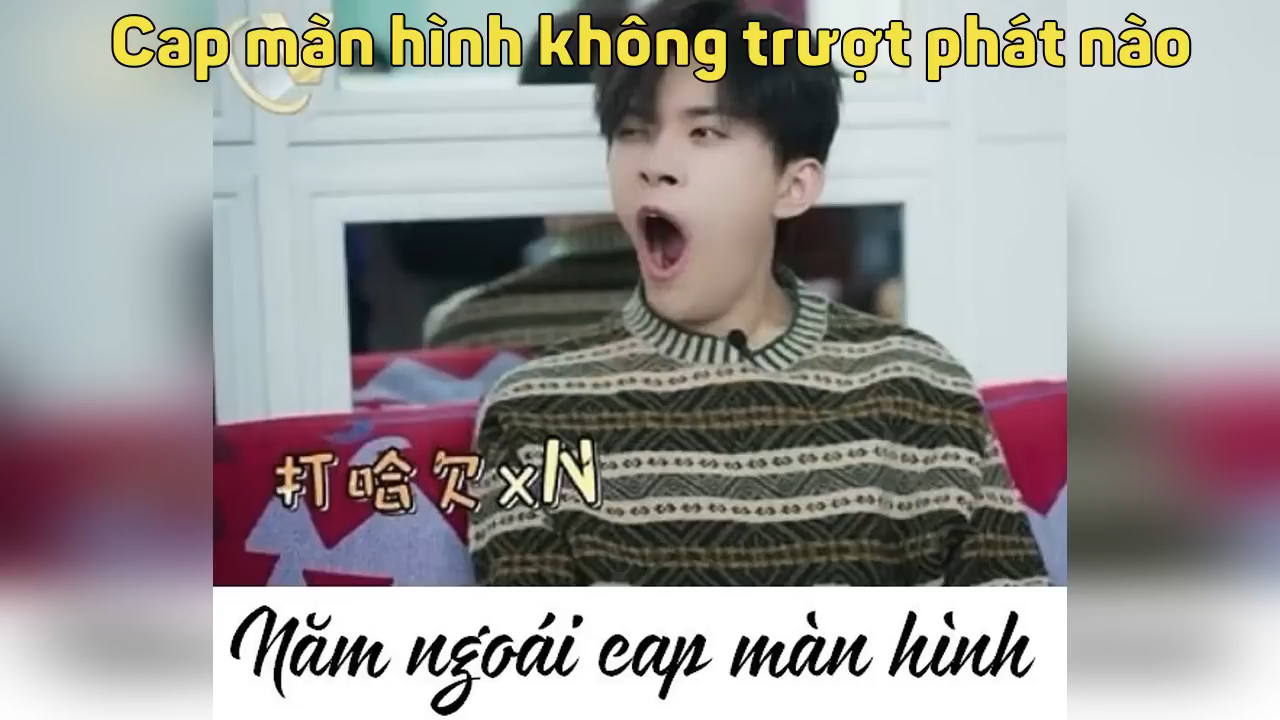 Cap màn hình không trượt phát nào
打哈欠xN
Năm ngoái cap màn hình